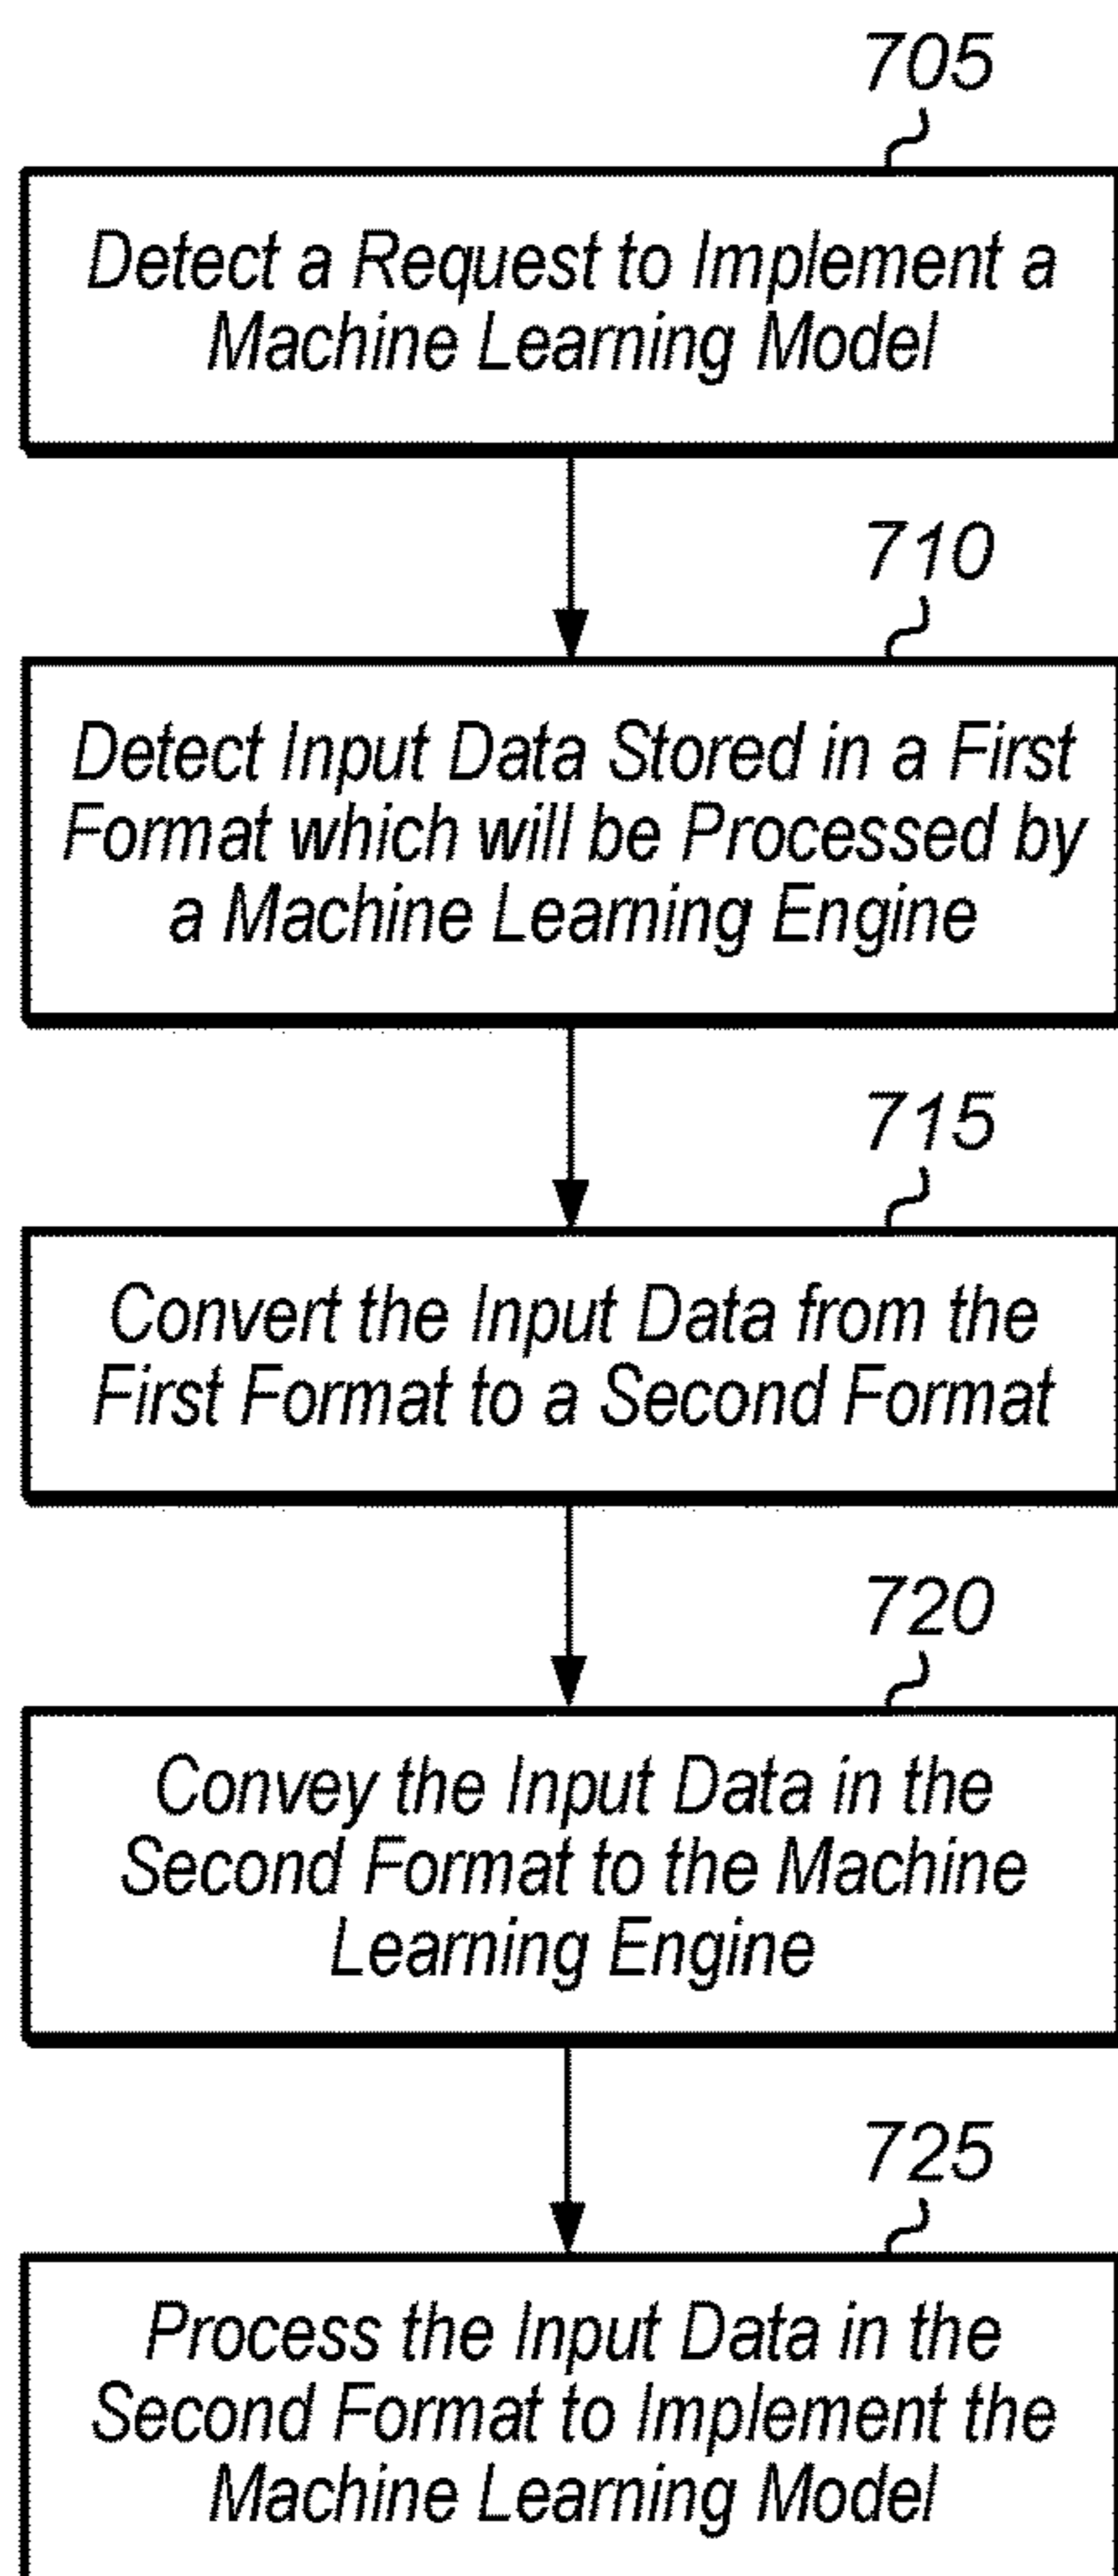 705
Detect a Request to Implement a
Machine Learning Model
710
Detect Input Data Stored in a First
Format which will be Processed by
a Machine Learning Engine
715
Convert the Input Data from the
First Format to a Second Format
720
Convey the Input Data in the
Second Format to the Machine
Learning Engine
725
Process the Input Data in the
Second Format to Implement the
Machine Learning Model